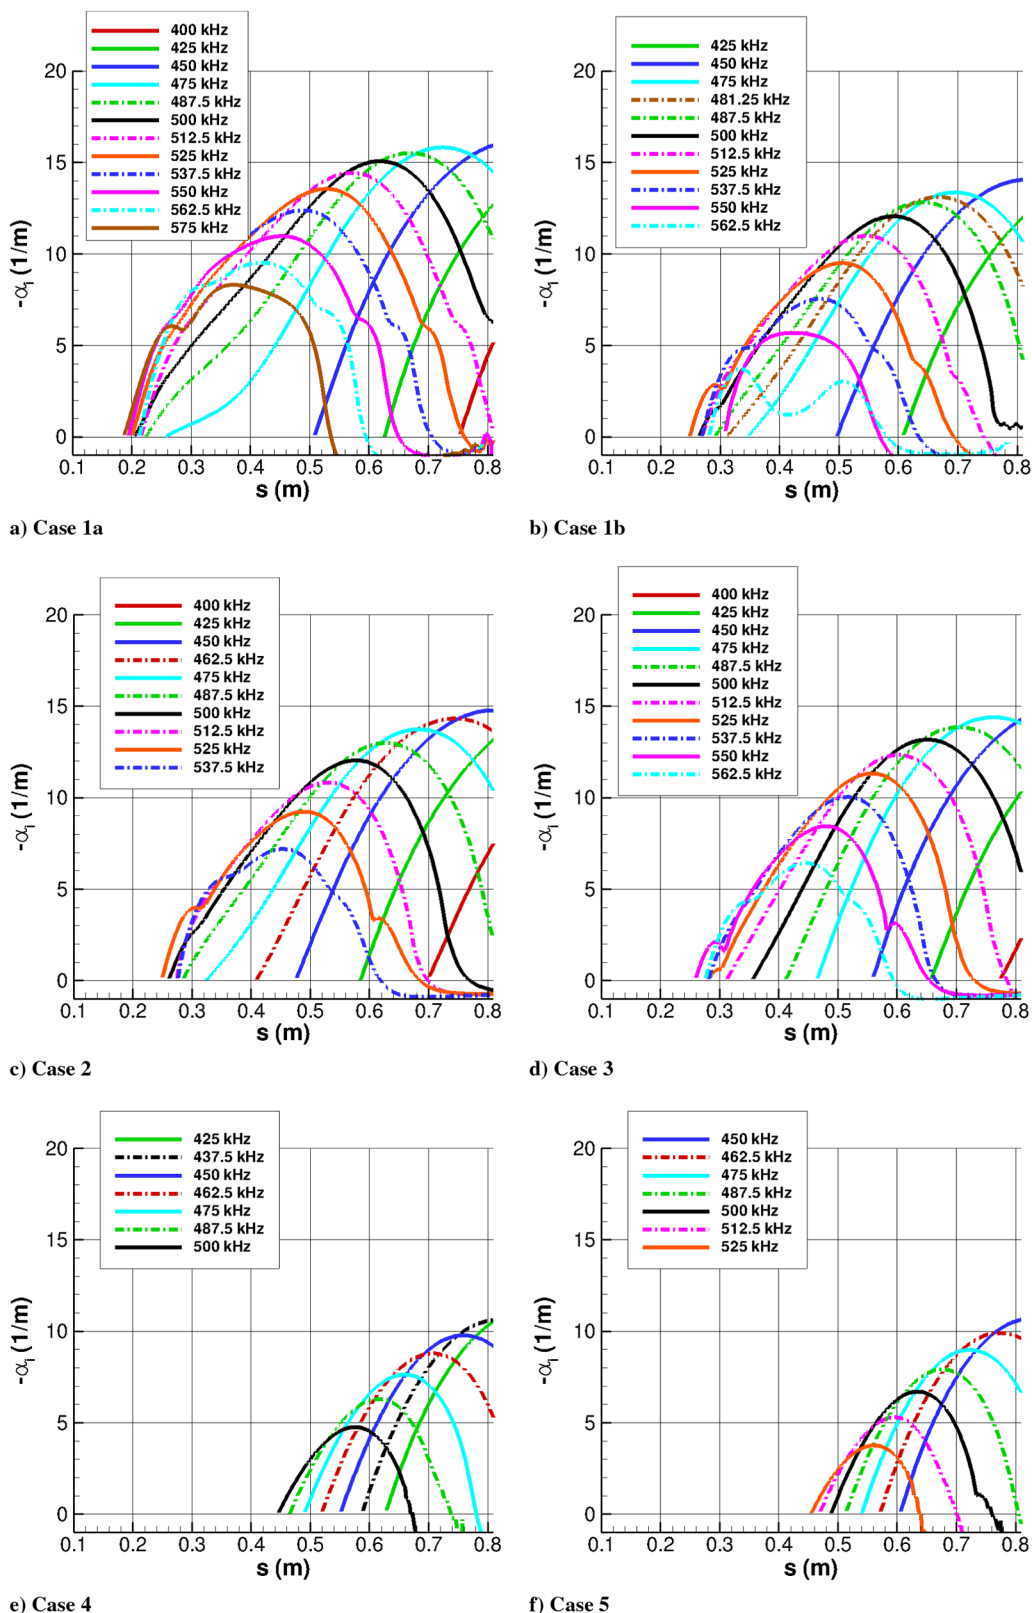 400 kHz
425 kHz
450 kHz
475 kHz
487.5 kHz
500 kHz
512.5 kHz
525 kHz
537.5 kHz
550 kHz
562.5 kHz
575 kHz
20
15
10
5
0
-αi (1/m)
0.1 0.2 0.3 0.4 0.5 0.6 0.7 0.8
s (m)
a) Case 1a
425 kHz
450 kHz
475 kHz
481.25 kHz
487.5 kHz
500 kHz
512.5 kHz
525 kHz
537.5 kHz
550 kHz
562.5 kHz
20
15
10
5
0
-αi (1/m)
0.1 0.2 0.3 0.4 0.5 0.6 0.7 0.8
s (m)
b) Case 1b
400 kHz
425 kHz
450 kHz
462.5 kHz
475 kHz
487.5 kHz
500 kHz
512.5 kHz
525 kHz
537.5 kHz
20
15
10
5
0
-αi (1/m)
0.1 0.2 0.3 0.4 0.5 0.6 0.7 0.8
s (m)
c) Case 2
400 kHz
425 kHz
450 kHz
475 kHz
487.5 kHz
500 kHz
512.5 kHz
525 kHz
537.5 kHz
550 kHz
562.5 kHz
20
15
10
5
0
-αi (1/m)
0.1 0.2 0.3 0.4 0.5 0.6 0.7 0.8
s (m)
d) Case 3
425 kHz
437.5 kHz
450 kHz
462.5 kHz
475 kHz
487.5 kHz
500 kHz
20
15
10
5
0
-αi (1/m)
0.1 0.2 0.3 0.4 0.5 0.6 0.7 0.8
s (m)
e) Case 4
450 kHz
462.5 kHz
475 kHz
487.5 kHz
500 kHz
512.5 kHz
525 kHz
20
15
10
5
0
-αi (1/m)
0.1 0.2 0.3 0.4 0.5 0.6 0.7 0.8
s (m)
f) Case 5